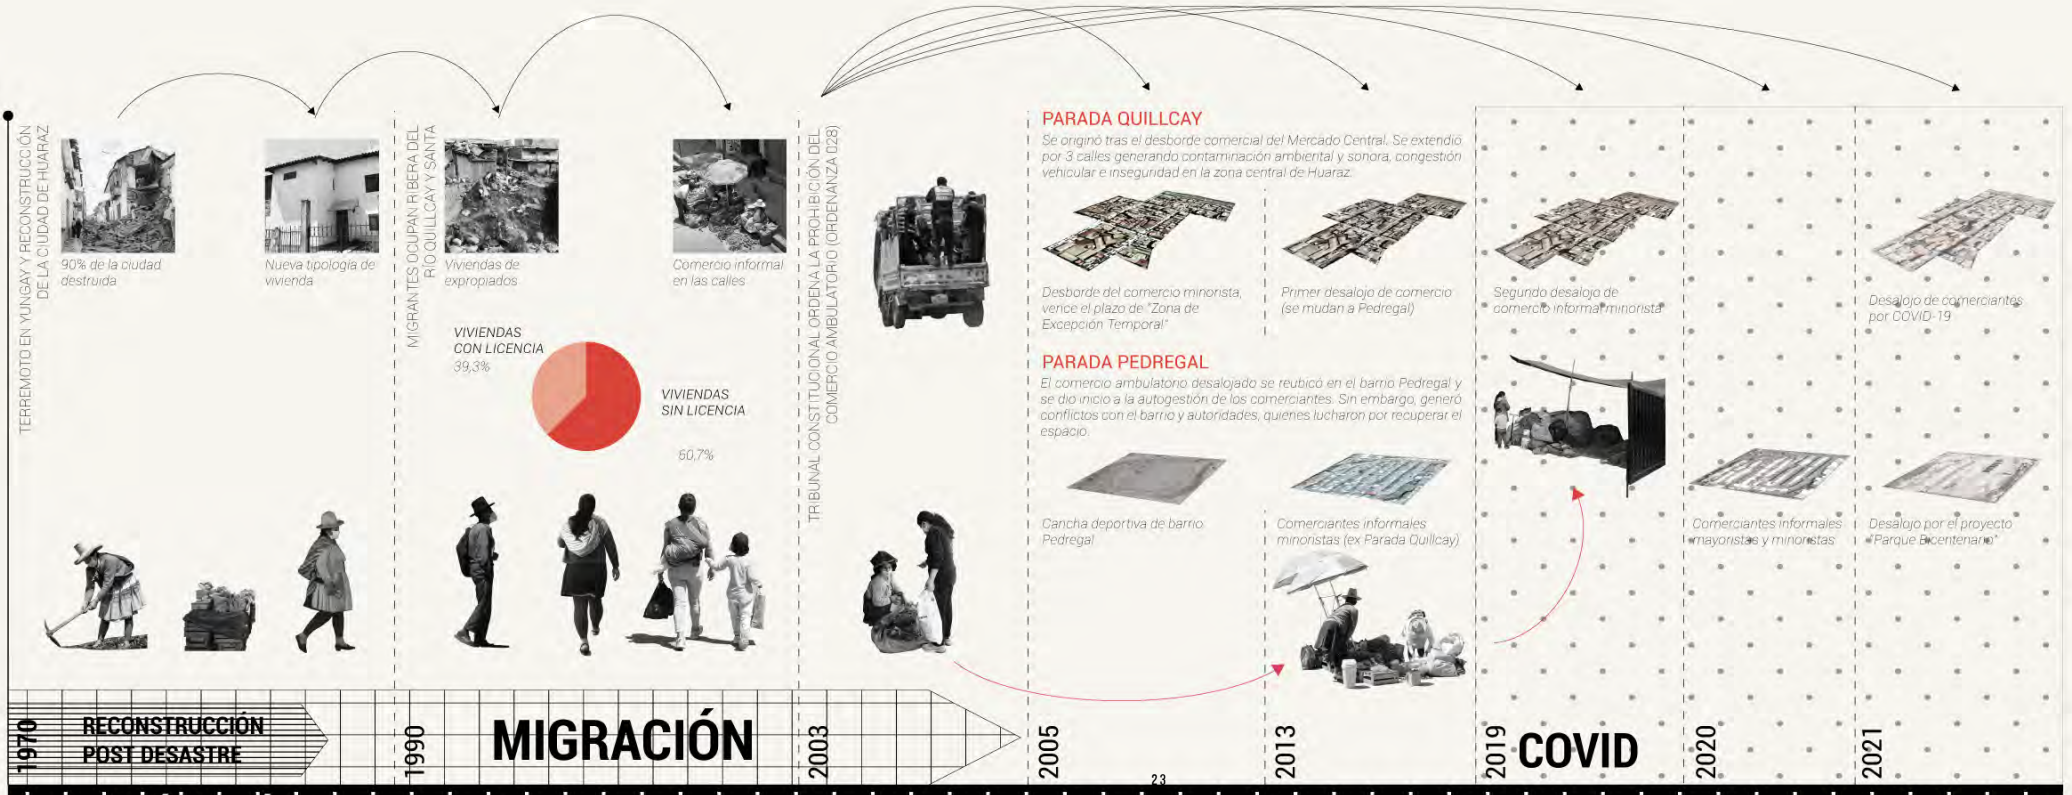 TERREMOTO EN YUNGAY Y RECONSTRUCCIÓN
DE LA CIUDAD DE HUARAZ
90% de la ciudad
destruida
Nueva tipología de
vivienda
MIGRANTES OCUPAN RIBERA DEL
RÍO QUILLCAY Y SANTA
Viviendas de
expropiados
Comercio informal
en las calles
VIVIENDAS
CON LICENCIA
39,3%
VIVIENDAS
SIN LICENCIA
60,7%
TRIBUNAL CONSTITUCIONAL ORDENA LA PROHIBICIÓN DEL
COMERCIO AMBULATORIO (ORDENANZA 028)
PARADA QUILLCAY
Se originó tras el desborde comercial del Mercado Central. Se extendió
por 3 calles generando contaminación ambiental y sonora, congestión
vehicular e inseguridad en la zona central de Huaraz.
Desborde del comercio minorista,
vence el plazo de "Zona de
Excepción Temporal"
Primer desalojo de comercio
(se mudan a Pedregal)
Segundo desalojo de
comercio informal minorista
Desalojo de comerciantes
por COVID-19
PARADA PEDREGAL
El comercio ambulatorio desalojado se reubicó en el barrio Pedregal y
se dio inicio a la autogestión de los comerciantes. Sin embargo, generó
conflictos con el barrio y autoridades, quienes lucharon por recuperar el
espacio.
Cancha deportiva de barrio
Pedregal
Comerciantes informales
minoristas (ex Parada Quillcay)
Comerciantes informales
mayoristas y minoristas
Desalojo por el proyecto
"Parque Bicentenario"
1970
RECONSTRUCCIÓN
POST DESASTRE
1990
MIGRACIÓN
2003
2005
2013
2019
COVID
2020
2021
23